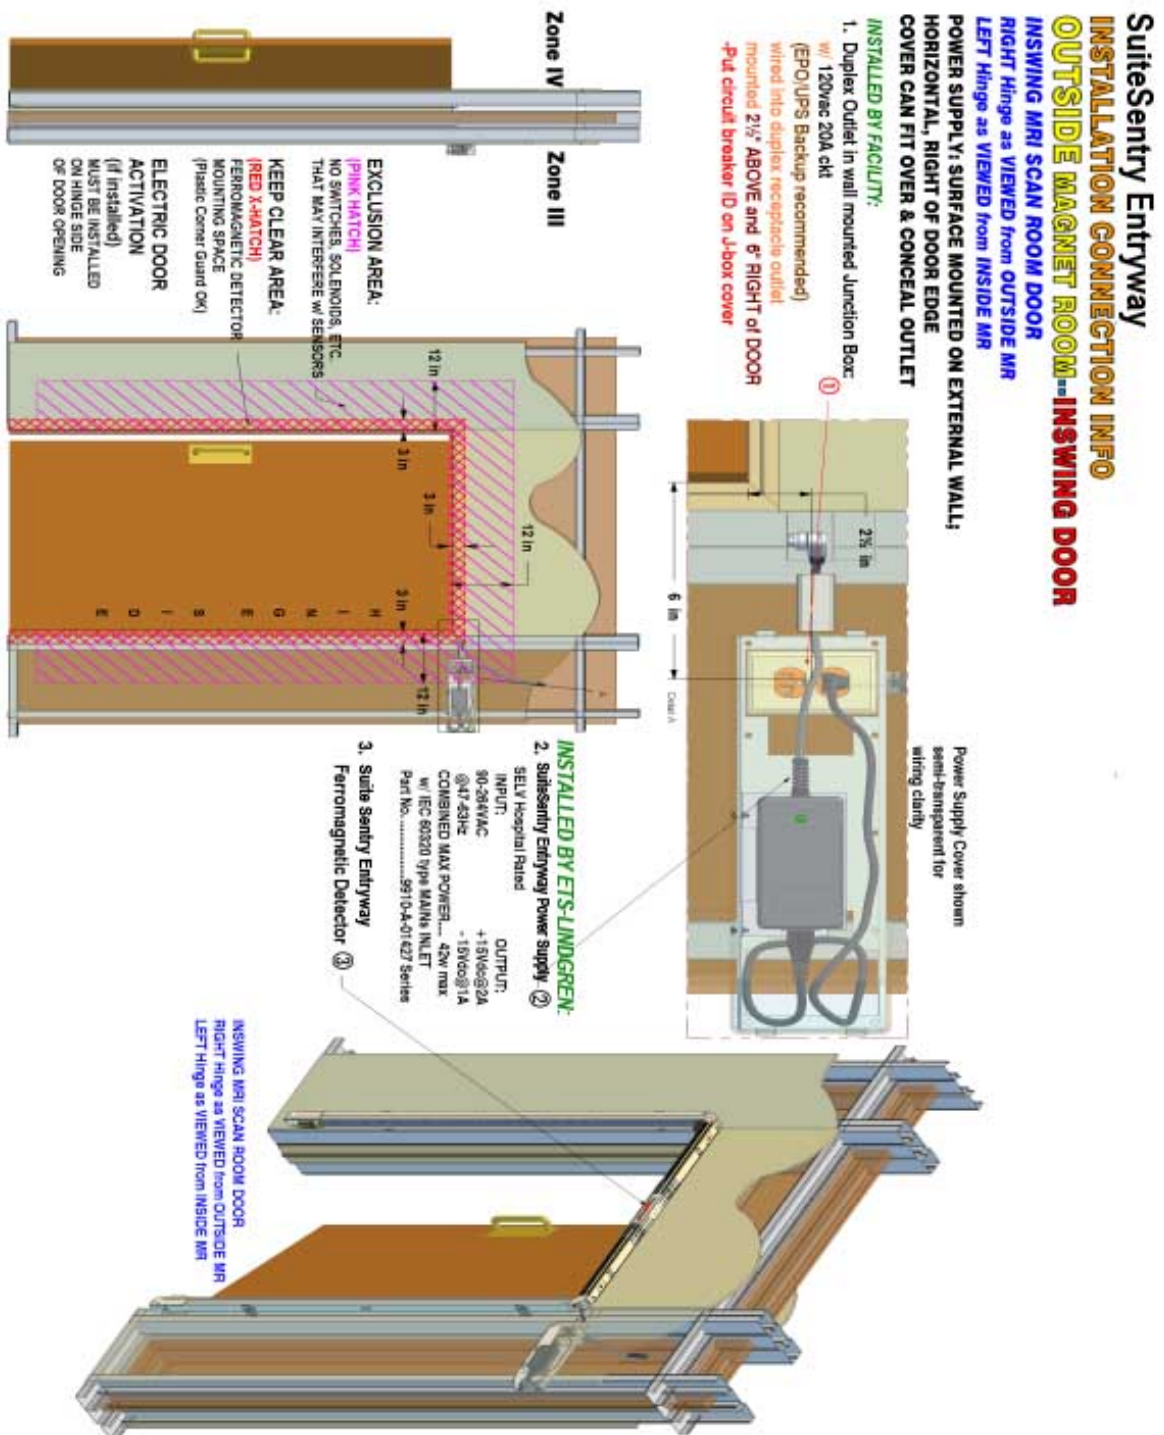 SuiteSentry Entryway
INSTALLATION CONNECTION INFO
OUTSIDE MAGNET ROOM--INSWING DOOR
INSWING MRI SCAN ROOM DOOR
RIGHT Hinge as VIEWED from OUTSIDE MR
LEFT Hinge as VIEWED from INSIDE MR
POWER SUPPLY: SURFACE MOUNTED ON EXTERNAL WALL;
HORIZONTAL, RIGHT OF DOOR EDGE
COVER CAN FIT OVER & CONCEAL OUTLET
INSTALLED BY FACILITY:
1. Duplex Outlet in wall mounted Junction Box:
w/ 120vac 20A ckt
(EPO/UPS Backup recommended)
wired into duplex receptacle outlet
mounted 2½" ABOVE and 6" RIGHT of DOOR
-Put circuit breaker ID on J-box cover
①
2½ in
6 in
Detail A
Power Supply Cover shown
semi-transparent for
wiring clarity
Zone IV
Zone III
EXCLUSION AREA:
(PINK HATCH)
NO SWITCHES, SOLENOIDS, ETC.
THAT MAY INTERFERE w/ SENSORS
KEEP CLEAR AREA:
(RED X-HATCH)
FERROMAGNETIC DETECTOR
MOUNTING SPACE
(Plastic Corner Guard OK)
ELECTRIC DOOR
ACTIVATION
(if installed)
MUST BE INSTALLED
ON HINGE SIDE
OF DOOR OPENING
12 in
3 in
12 in
3 in
3 in
12 in
A
HINGE SIDE
INSTALLED BY ETS-LINDGREN:
2. SuiteSentry Entryway Power Supply ②
SELV Hospital Rated
INPUT: OUTPUT:
90-264VAC +15Vdc@2A
@47-63Hz -15Vdc@1A
COMBINED MAX POWER.... 42w max
w/ IEC 60320 type MAINs INLET
Part No. ..............9910-A-01427 Series
3. Suite Sentry Entryway
Ferromagnetic Detector ③
INSWING MRI SCAN ROOM DOOR
RIGHT Hinge as VIEWED from OUTSIDE MR
LEFT Hinge as VIEWED from INSIDE MR